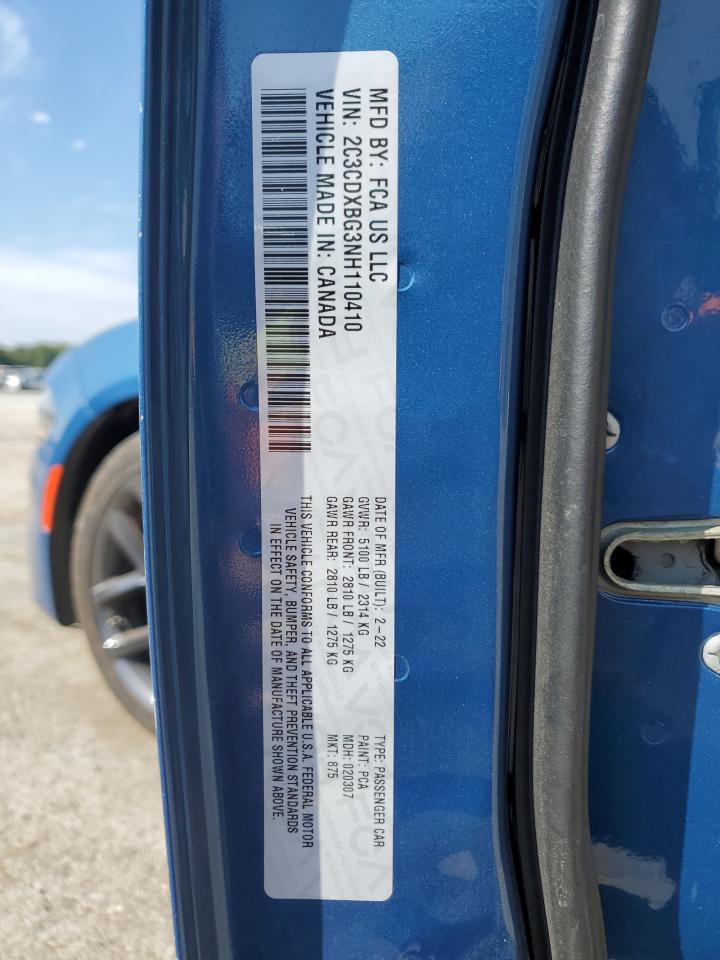 MFD BY: FCA US LLC
VIN: 2C3CDXBG3NH110410
VEHICLE MADE IN: CANADA
DATE OF MFR (BUILT): 2-22
GVWR: 5100 LB / 2314 KG
GAWR FRONT: 2810 LB / 1275 KG
GAWR REAR: 2810 LB / 1275 KG
TYPE: PASSENGER CAR
PAINT: PCA
MDH: 020307
MKT: 875
THIS VEHICLE CONFORMS TO ALL APPLICABLE U.S.A. FEDERAL MOTOR
VEHICLE SAFETY, BUMPER, AND THEFT PREVENTION STANDARDS
IN EFFECT ON THE DATE OF MANUFACTURE SHOWN ABOVE.